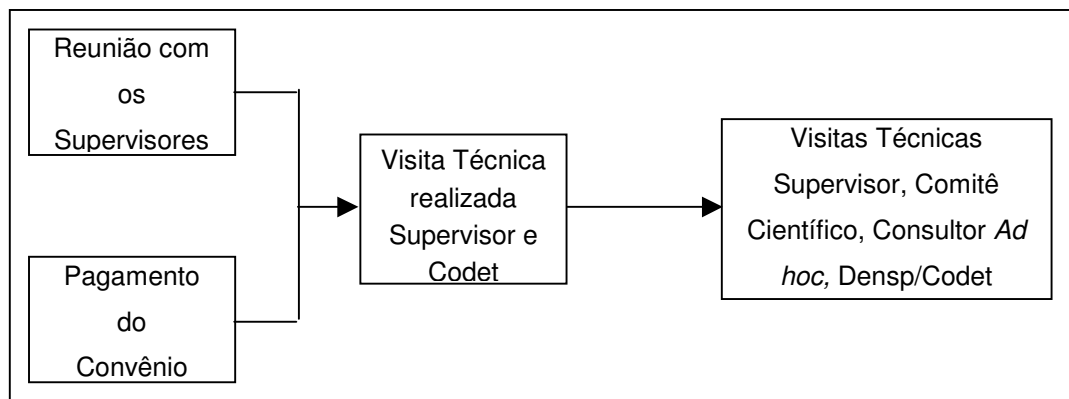 Reunião com
os
Supervisores
Pagamento
do
Convênio
Visita Técnica
realizada
Supervisor e
Codet
Visitas Técnicas
Supervisor, Comitê
Científico, Consultor Ad
hoc, Densp/Codet